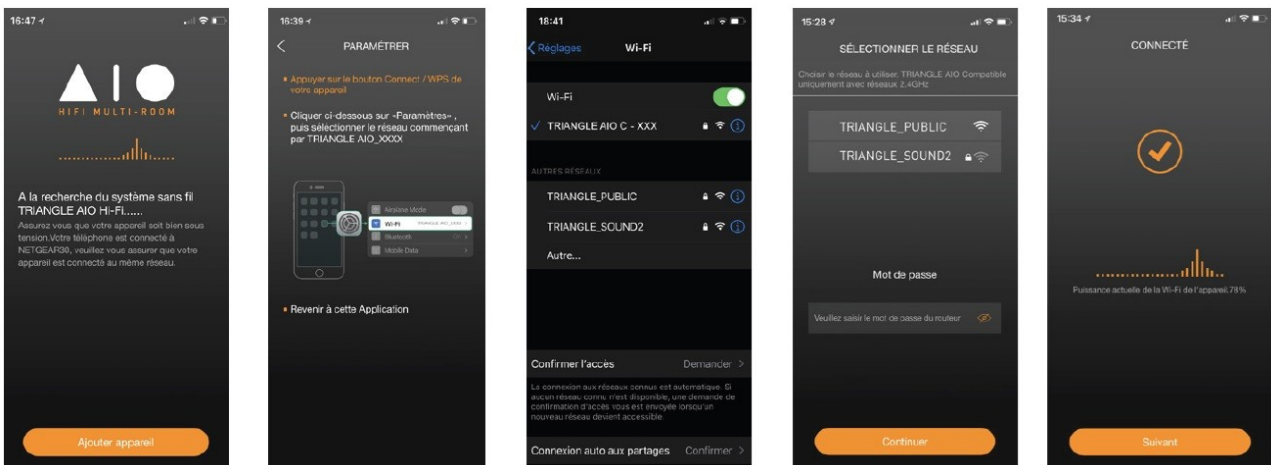 16:47
AIO
HIFI MULTI-ROOM
A la recherche du système sans fil
TRIANGLE AIO HI-FI......
Assurez vous que votre appareil soit bien sous
tension.Votre téléphone est connecté à
NETGEAR30, veuillez vous assurer que votre
appareil est connecté au même réseau.
Ajouter appareil
16:39
PARAMÉTRER
Appuyer sur le bouton Connect / WPS de
votre appareil
Cliquer ci-dessous sur «Paramètres» ,
puis sélectionner le réseau commençant
par TRIANGLE AIO_XXXX
Airplane Mode
Wi-Fi TRIANGLE AIO_XXXX
Bluetooth On
Mobile Data
Revenir à cette Application
18:41
Réglages Wi-Fi
Wi-Fi
TRIANGLE AIO C - XXX
AUTRES RÉSEAUX
TRIANGLE_PUBLIC
TRIANGLE_SOUND2
Autre...
Confirmer l'accès Demander
La connexion aux réseaux connus est automatique. Si
aucun réseau connu n'est disponible, une demande de
confirmation d'accès vous est envoyée lorsqu'un
nouveau réseau devient accessible.
Connexion auto aux partages Confirmer
15:28
SÉLECTIONNER LE RÉSEAU
Choisir le réseau à utiliser. TRIANGLE AIO Compatible
uniquement avec réseaux 2.4GHz
TRIANGLE_PUBLIC
TRIANGLE_SOUND2
Mot de passe
Veuillez saisir le mot de passe du routeur
Continuer
15:34
CONNECTÉ
Puissance actuelle de la Wi-Fi de l'appareil.78%
Suivant